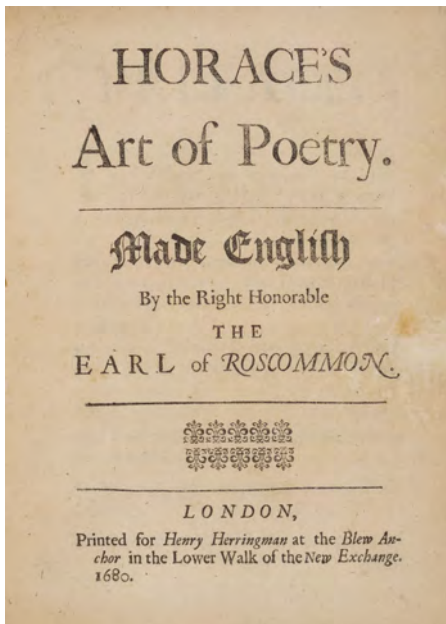 HORACE'S
Art of Poetry.
Made Engliſh
By the Right Honorable
THE
EARL of ROSCOMMON.
LONDON,
Printed for Henry Herringman at the Blew An-
chor in the Lower Walk of the New Exchange.
1680.